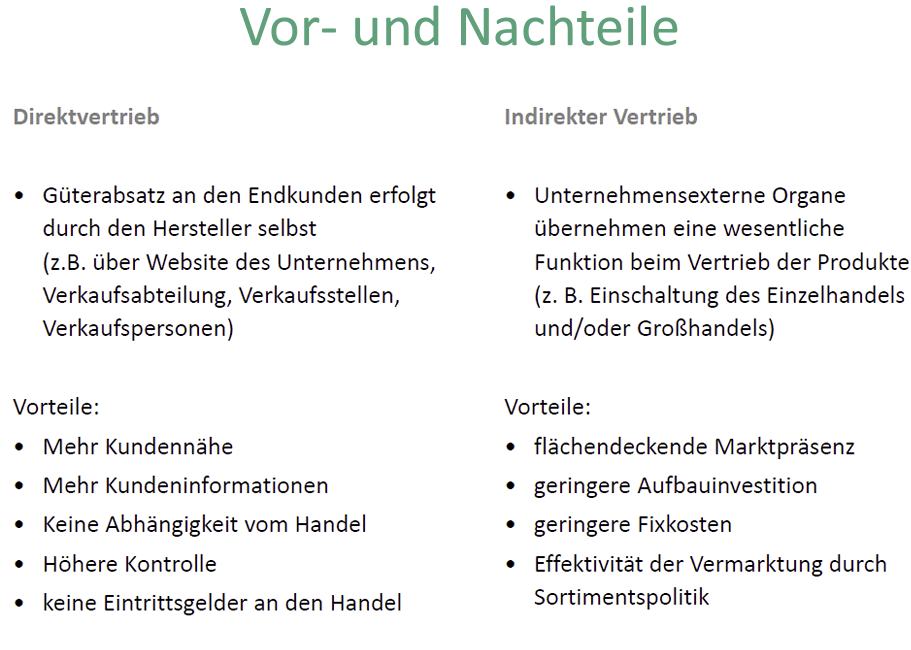 Vor- und Nachteile
Direktvertrieb
• Güterabsatz an den Endkunden erfolgt
durch den Hersteller selbst
(z.B. über Website des Unternehmens,
Verkaufsabteilung, Verkaufsstellen,
Verkaufspersonen)
Vorteile:
• Mehr Kundennähe
• Mehr Kundeninformationen
• Keine Abhängigkeit vom Handel
• Höhere Kontrolle
• keine Eintrittsgelder an den Handel
Indirekter Vertrieb
• Unternehmensexterne Organe
übernehmen eine wesentliche
Funktion beim Vertrieb der Produkte
(z. B. Einschaltung des Einzelhandels
und/oder Großhandels)
Vorteile:
• flächendeckende Marktpräsenz
• geringere Aufbauinvestition
• geringere Fixkosten
• Effektivität der Vermarktung durch
Sortimentspolitik